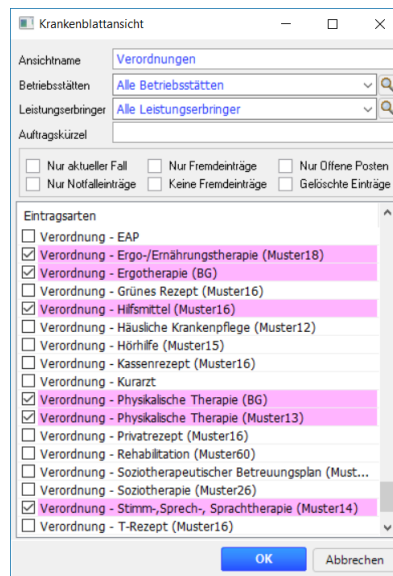 Krankenblattansicht
Ansichtname Verordnungen
Betriebsstätten Alle Betriebsstätten
Leistungserbringer Alle Leistungserbringer
Auftragskürzel
Nur aktueller Fall Nur Fremdeinträge Nur Offene Posten
Nur Notfalleinträge Keine Fremdeinträge Gelöschte Einträge
Eintragsarten
Verordnung - EAP
Verordnung - Ergo-/Ernährungstherapie (Muster18)
Verordnung - Ergotherapie (BG)
Verordnung - Grünes Rezept (Muster16)
Verordnung - Hilfsmittel (Muster16)
Verordnung - Häusliche Krankenpflege (Muster12)
Verordnung - Hörhilfe (Muster15)
Verordnung - Kassenrezept (Muster16)
Verordnung - Kurarzt
Verordnung - Physikalische Therapie (BG)
Verordnung - Physikalische Therapie (Muster13)
Verordnung - Privatrezept (Muster16)
Verordnung - Rehabilitation (Muster60)
Verordnung - Soziotherapeutischer Betreuungsplan (Must...
Verordnung - Soziotherapie (Muster26)
Verordnung - Stimm-,Sprech-, Sprachtherapie (Muster14)
Verordnung - T-Rezept (Muster16)
OK Abbrechen